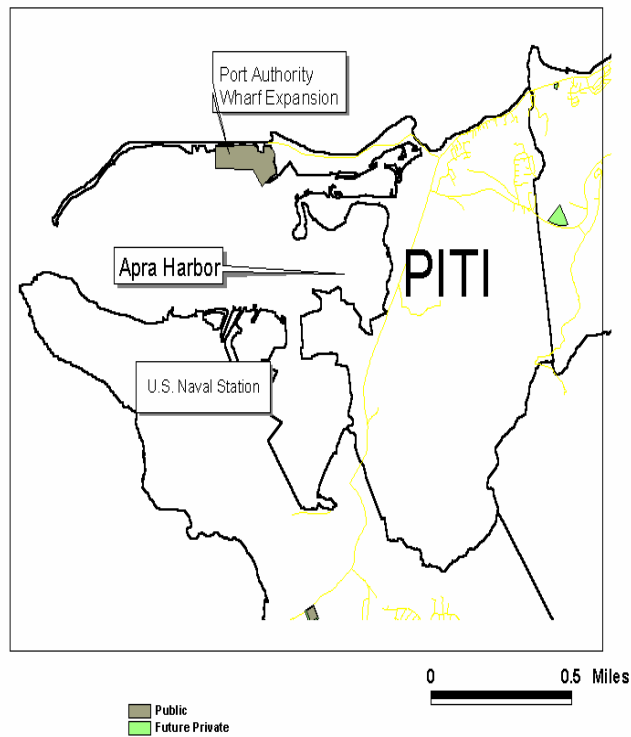 Port Authority
Wharf Expansion
Apra Harbor
PITI
U.S. Naval Station
0 0.5 Miles
Public
Future Private